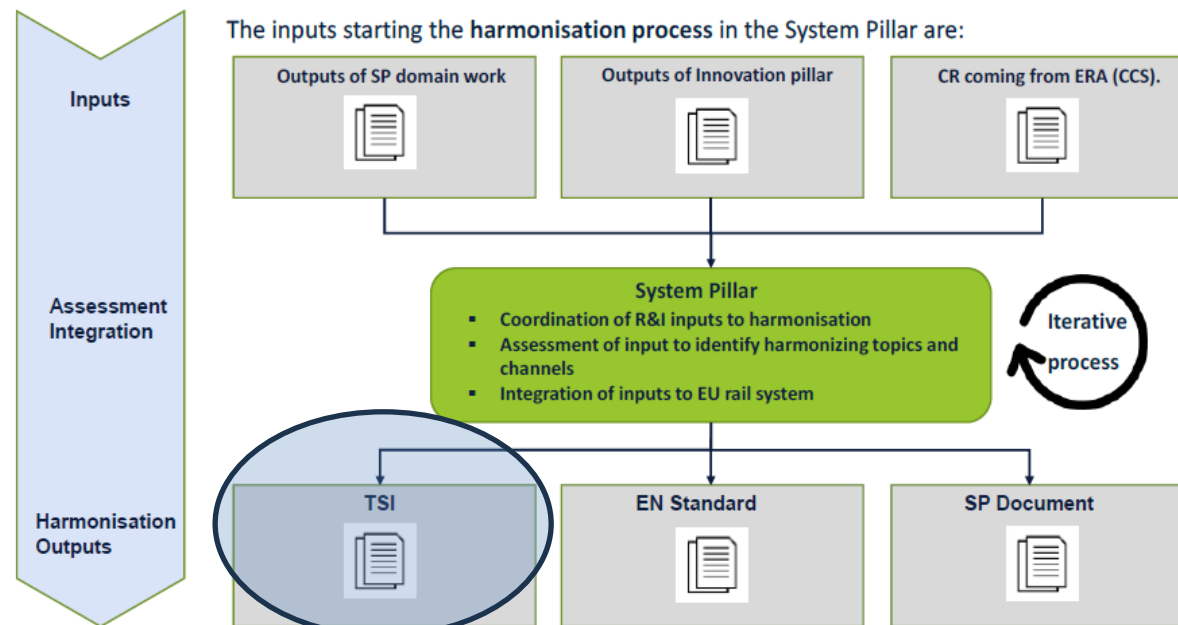 The inputs starting the harmonisation process in the System Pillar are:
Inputs
Outputs of SP domain work
Outputs of Innovation pillar
CR coming from ERA (CCS).
Assessment
Integration
System Pillar
▪ Coordination of R&I inputs to harmonisation
▪ Assessment of input to identify harmonizing topics and
channels
▪ Integration of inputs to EU rail system
Iterative
process
Harmonisation
Outputs
TSI
EN Standard
SP Document